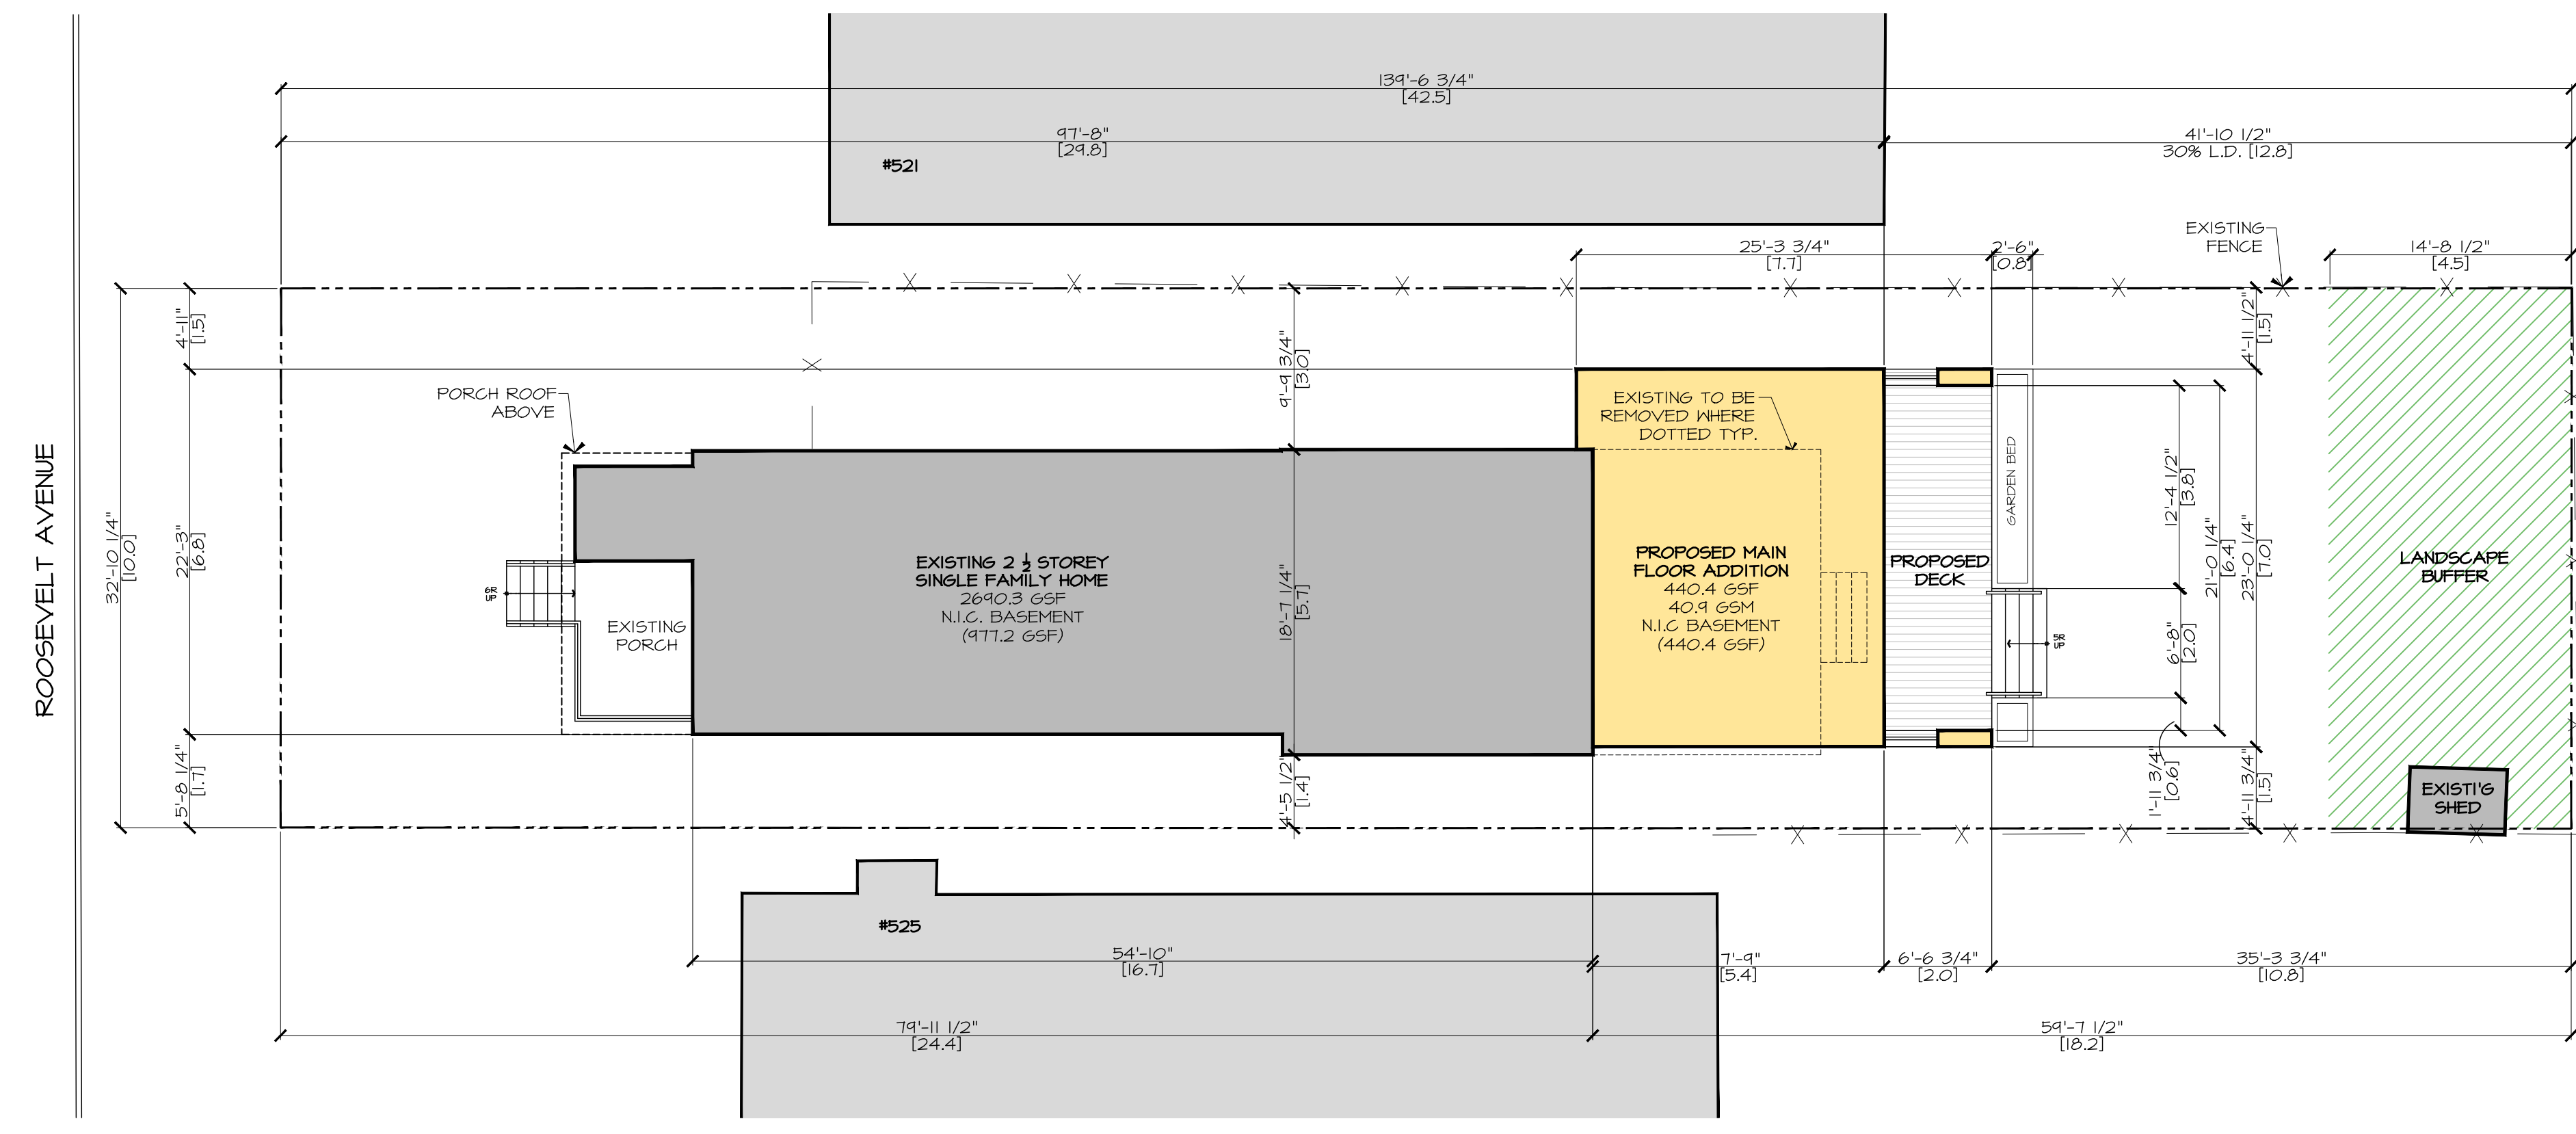 139'-6 3/4"
[42.5]
97'-8"
[29.8]
41'-10 1/2"
30% L.D. [12.8]
#521
EXISTING
FENCE
25'-3 3/4"
[7.7]
2'-6"
[0.8]
14'-8 1/2"
[4.5]
4'-11"
[1.5]
9'-9 3/4"
[3.0]
4'-11 1/2"
[1.5]
PORCH ROOF
ABOVE
EXISTING TO BE
REMOVED WHERE
DOTTED TYP.
ROOSEVELT AVENUE
32'-10 1/4"
[10.0]
22'-3"
[6.8]
6R
UP
EXISTING
PORCH
EXISTING 2 ½ STOREY
SINGLE FAMILY HOME
2690.3 GSF
N.I.C. BASEMENT
(977.2 GSF)
18'-7 1/4"
[5.7]
PROPOSED MAIN
FLOOR ADDITION
440.4 GSF
40.9 GSM
N.I.C BASEMENT
(440.4 GSF)
PROPOSED
DECK
GARDEN BED
5R
UP
12'-4 1/2"
[3.8]
6'-8"
[2.0]
21'-0 1/4"
[6.4]
23'-0 1/4"
[7.0]
LANDSCAPE
BUFFER
5'-8 1/4"
[1.7]
4'-5 1/2"
[1.4]
1'-11 3/4"
[0.6]
4'-11 3/4"
[1.5]
EXISTI'G
SHED
#525
54'-10"
[16.7]
7'-9"
[5.4]
6'-6 3/4"
[2.0]
35'-3 3/4"
[10.8]
79'-11 1/2"
[24.4]
59'-7 1/2"
[18.2]